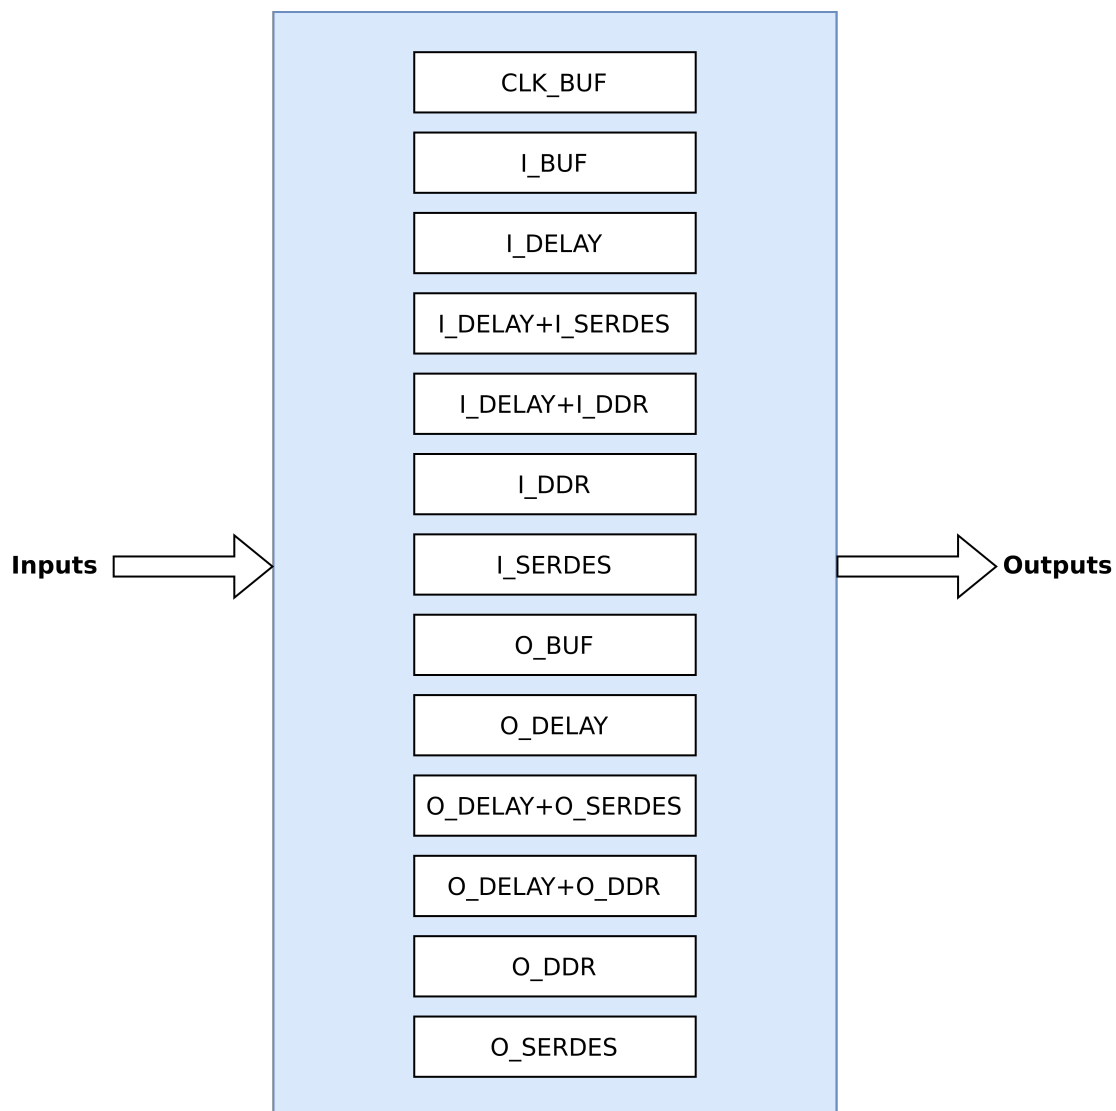 CLK_BUF
I_BUF
I_DELAY
I_DELAY+I_SERDES
I_DELAY+I_DDR
I_DDR
Inputs
I_SERDES
Outputs
O_BUF
O_DELAY
O_DELAY+O_SERDES
O_DELAY+O_DDR
O_DDR
O_SERDES